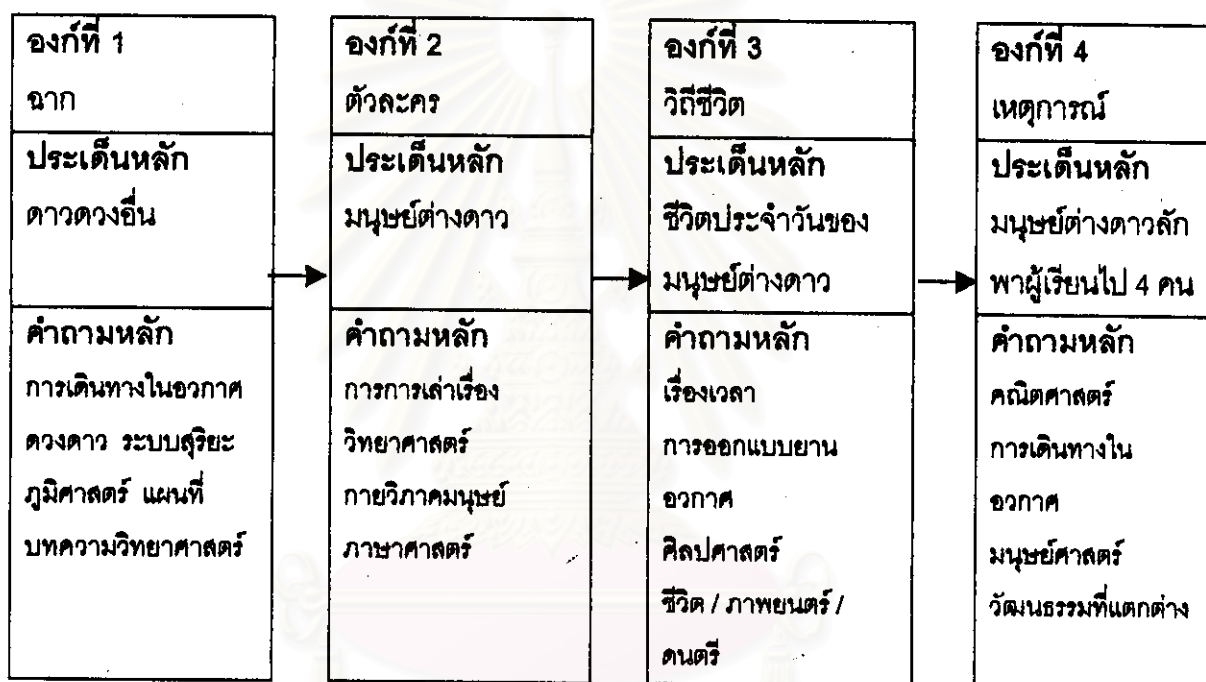 องก์ที่ 1
ฉาก
ประเด็นหลัก
ดาวดวงอื่น
คำถามหลัก
การเดินทางในอวกาศ
ดวงดาว ระบบสุริยะ
ภูมิศาสตร์ แผนที่
บทความวิทยาศาสตร์
องก์ที่ 2
ตัวละคร
ประเด็นหลัก
มนุษย์ต่างดาว
คำถามหลัก
การการเล่าเรื่อง
วิทยาศาสตร์
กายวิภาคมนุษย์
ภาษาศาสตร์
องก์ที่ 3
วิถีชีวิต
ประเด็นหลัก
ชีวิตประจำวันของ
มนุษย์ต่างดาว
คำถามหลัก
เรื่องเวลา
การออกแบบยาน
อวกาศ
ศิลปศาสตร์
ชีวิต / ภาพยนตร์ /
ดนตรี
องก์ที่ 4
เหตุการณ์
ประเด็นหลัก
มนุษย์ต่างดาวลัก
พาผู้เรียนไป 4 คน
คำถามหลัก
คณิตศาสตร์
การเดินทางใน
อวกาศ
มนุษย์ศาสตร์
วัฒนธรรมที่แตกต่าง